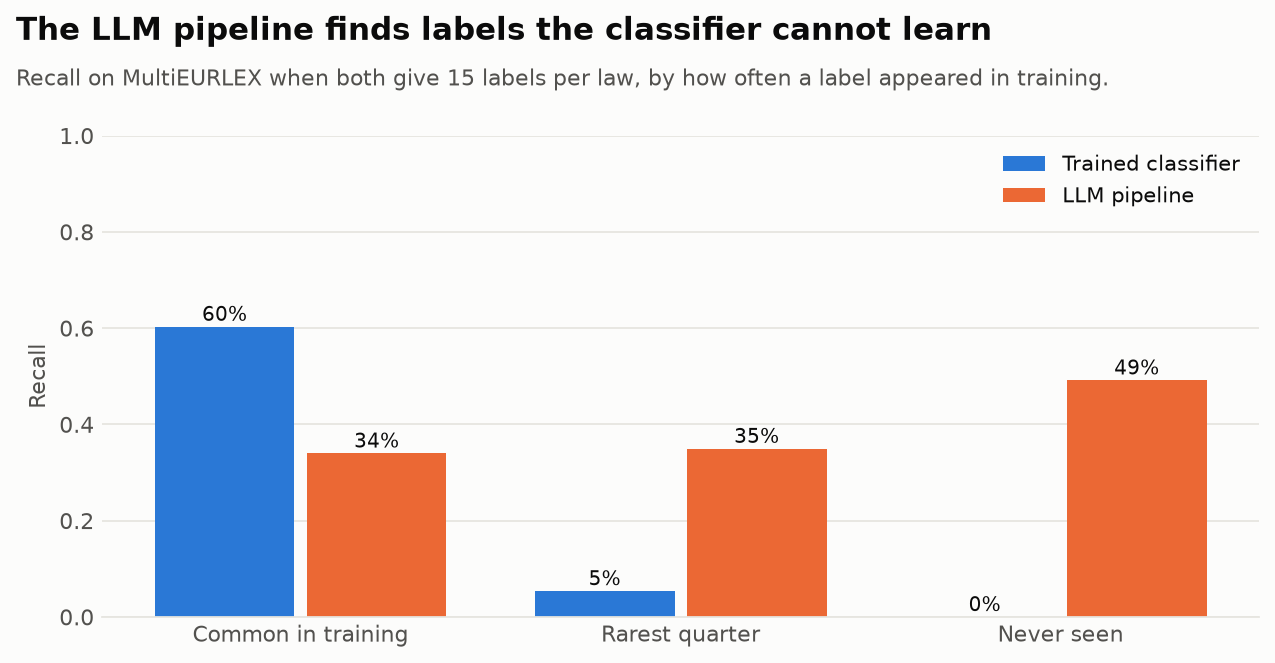 The LLM pipeline finds labels the classifier cannot learn
Recall on MultiEURLEX when both give 15 labels per law, by how often a label appeared in training.
1.0
Trained classifier
LLM pipeline
0.8
60%
0.6
49%
Recall
0.4
34%
35%
0.2
5%
0%
0.0
Common in training
Rarest quarter
Never seen